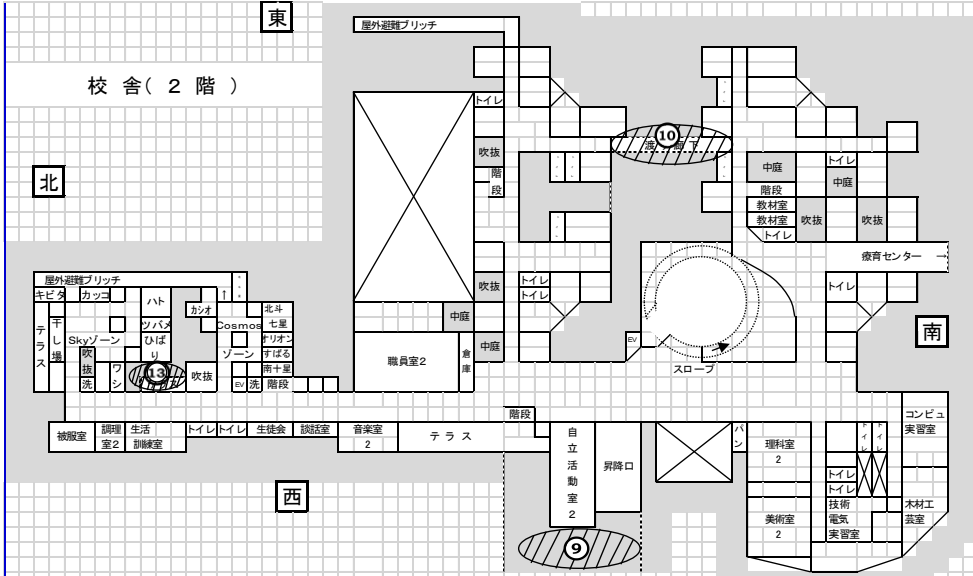 東
屋外避難ブリッチ
校 舎( 2 階 )
北
トイレ
吹抜
階段
渡り廊下
10
中庭
トイレ
中庭
階段
教材室
教材室
トイレ
吹抜
吹抜
療育センター →
屋外避難ブリッチ
キビタ
カッコ
ハト
カシオ
↑
北斗
七星
オリオン
すばる
南十星
階段
テラス
干し場
Skyゾーン
ツバメ
ひばり
Cosmos
ゾーン
吹抜
洗
ワシ
13
吹抜
EV
洗
吹抜
トイレ
トイレ
中庭
中庭
職員室2
倉庫
EV
スロープ
トイレ
南
階段
被服室
調理室2
生活
訓練室
トイレ
トイレ
生徒会
談話室
音楽室
2
テラス
自立活動室2
昇降口
パン
理科室
2
トイレ
トイレ
コンピュ
実習室
トイレ
トイレ
美術室
2
技術
電気
実習室
木材工
芸室
西
9